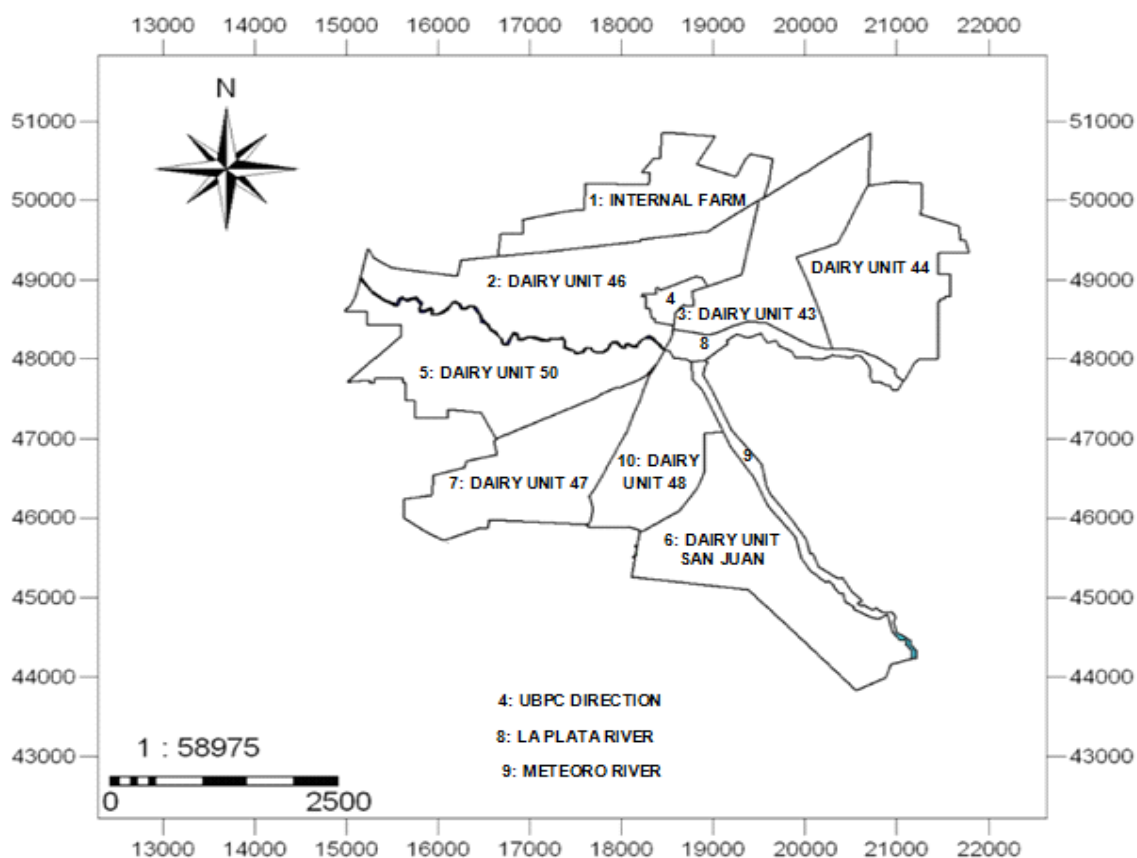 13000 14000 15000 16000 17000 18000 19000 20000 21000 22000
N
51000 51000
50000 50000
1: INTERNAL FARM
49000 49000
2: DAIRY UNIT 46
DAIRY UNIT 44
4
3: DAIRY UNIT 43
8
48000 48000
5: DAIRY UNIT 50
47000 47000
9
10: DAIRY
UNIT 48
7: DAIRY UNIT 47
46000 46000
6: DAIRY UNIT
SAN JUAN
45000 45000
44000 44000
4: UBPC DIRECTION
8: LA PLATA RIVER
9: METEORO RIVER
43000 43000
1 : 58975
0 2500
13000 14000 15000 16000 17000 18000 19000 20000 21000 22000